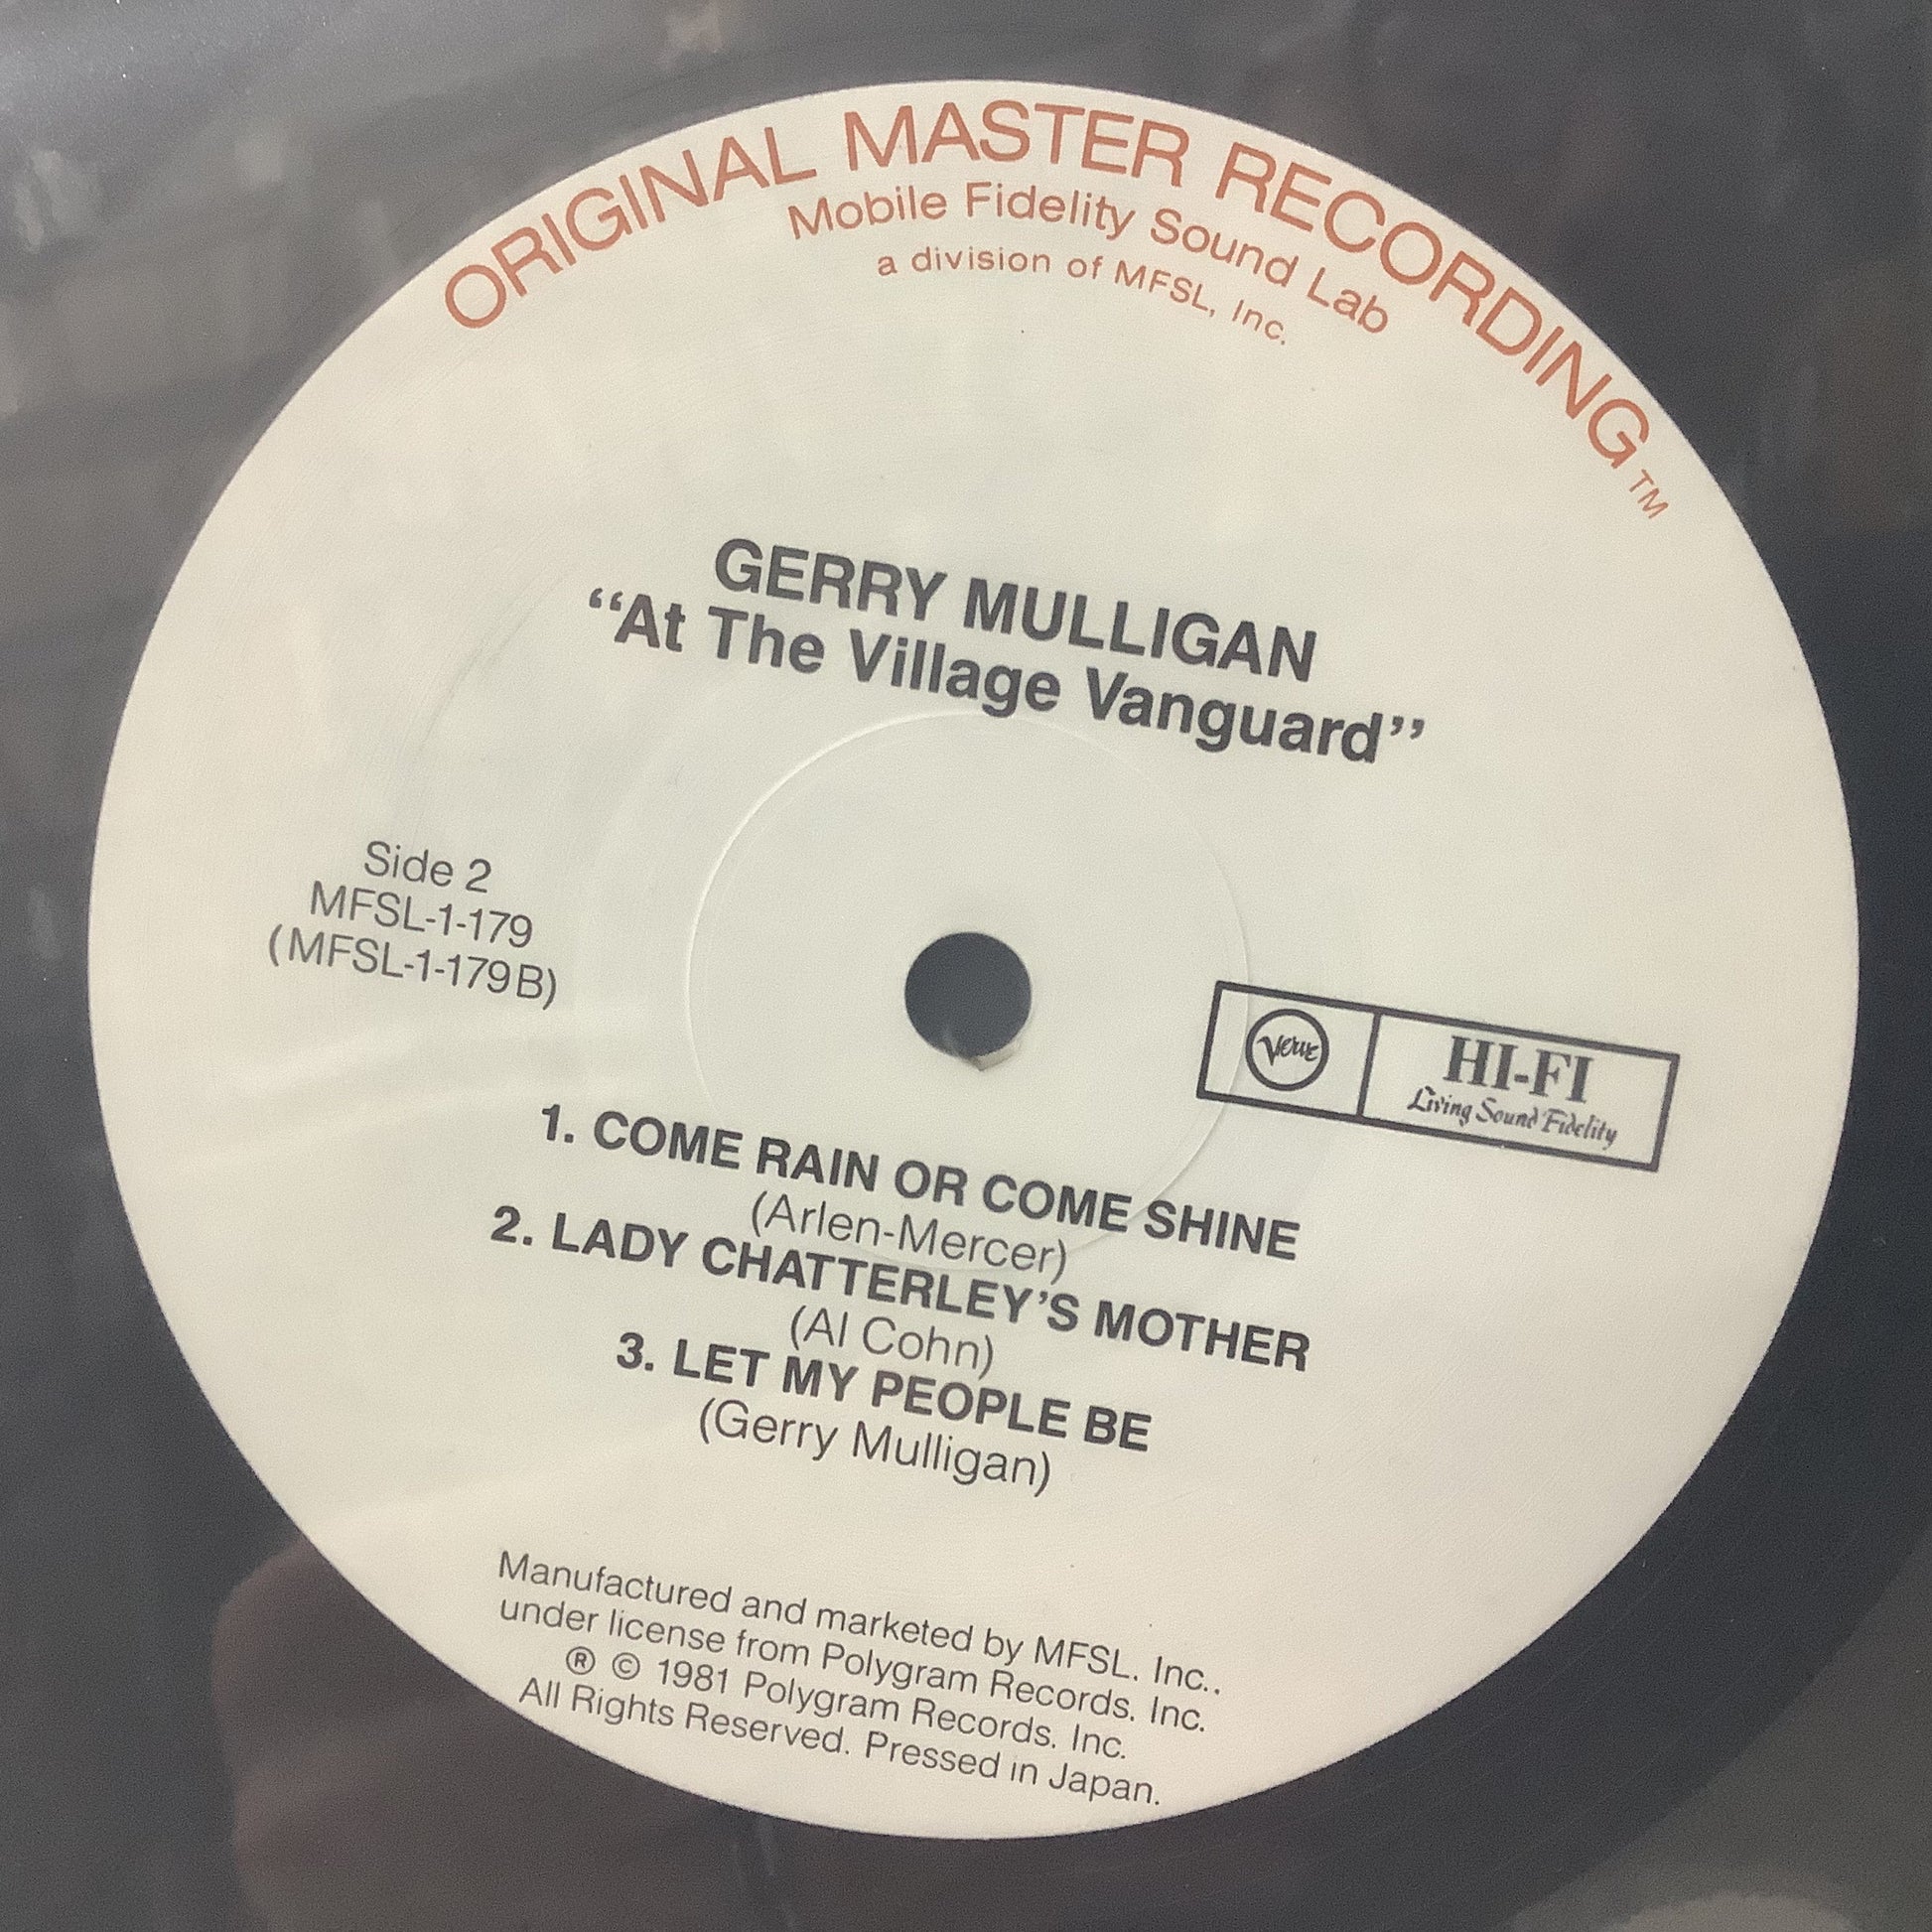 ORIGINAL MASTER RECORDING™
Mobile Fidelity Sound Lab
a division of MFSL, Inc.
GERRY MULLIGAN
“At The Village Vanguard”
Side 2
MFSL-1-179
(MFSL-1-179B)
Verve
HI-FI
Living Sound Fidelity
1. COME RAIN OR COME SHINE
(Arlen-Mercer)
2. LADY CHATTERLEY’S MOTHER
(Al Cohn)
3. LET MY PEOPLE BE
(Gerry Mulligan)
Manufactured and marketed by MFSL. Inc.,
under license from Polygram Records. Inc.
® © 1981 Polygram Records. Inc.
All Rights Reserved. Pressed in Japan.